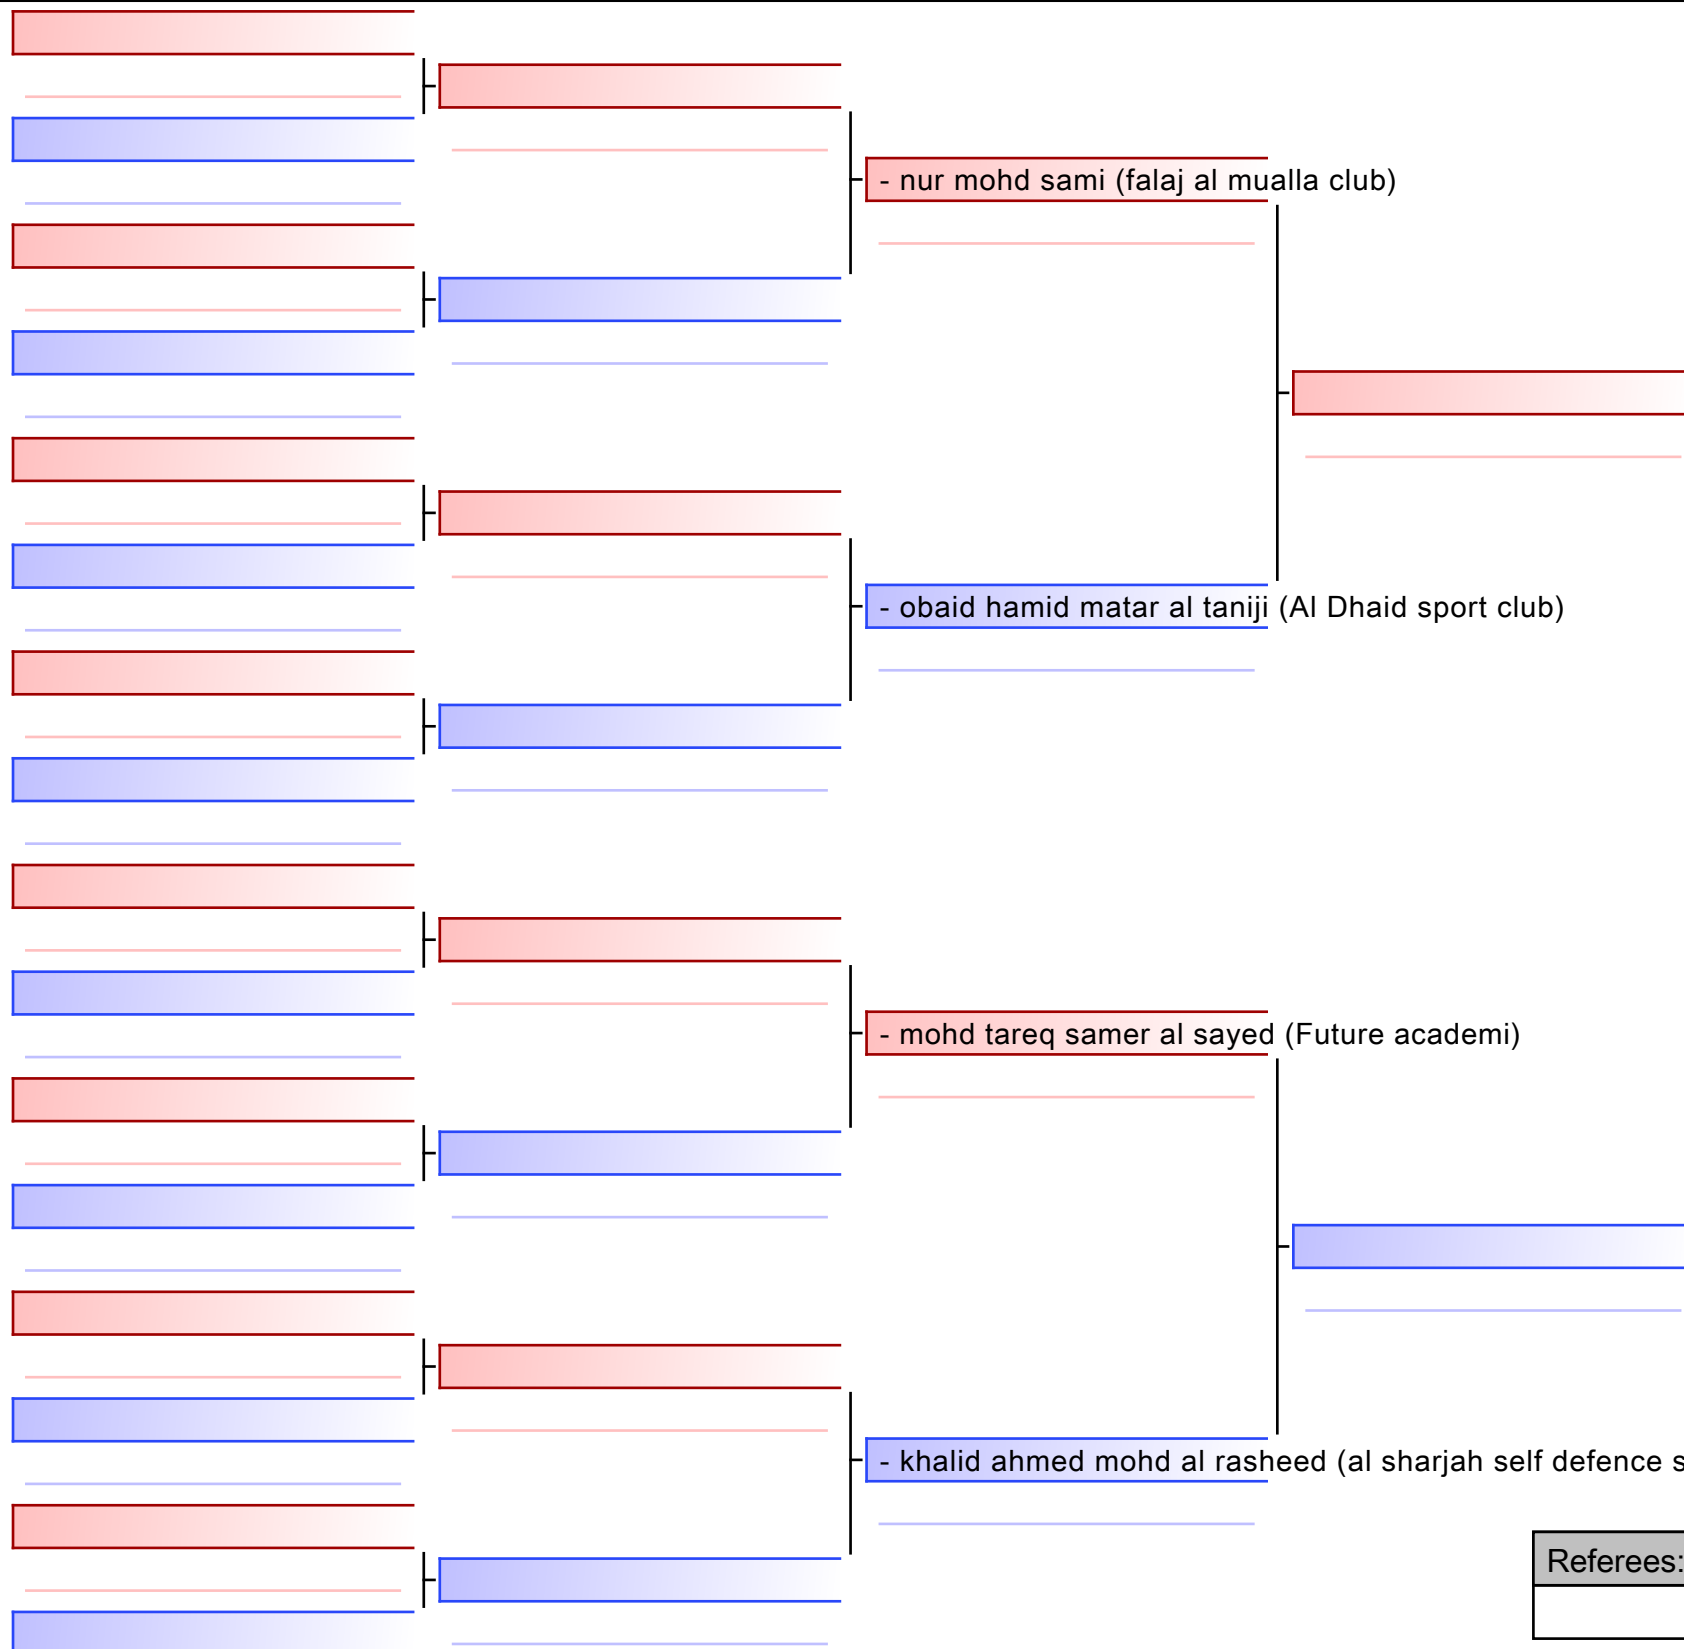 - nur mohd sami (falaj al mualla club)
- obaid hamid matar al taniji (Al Dhaid sport club)
- mohd tareq samer al sayed (Future academi)
- khalid ahmed mohd al rasheed (al sharjah self defence s
Referees: